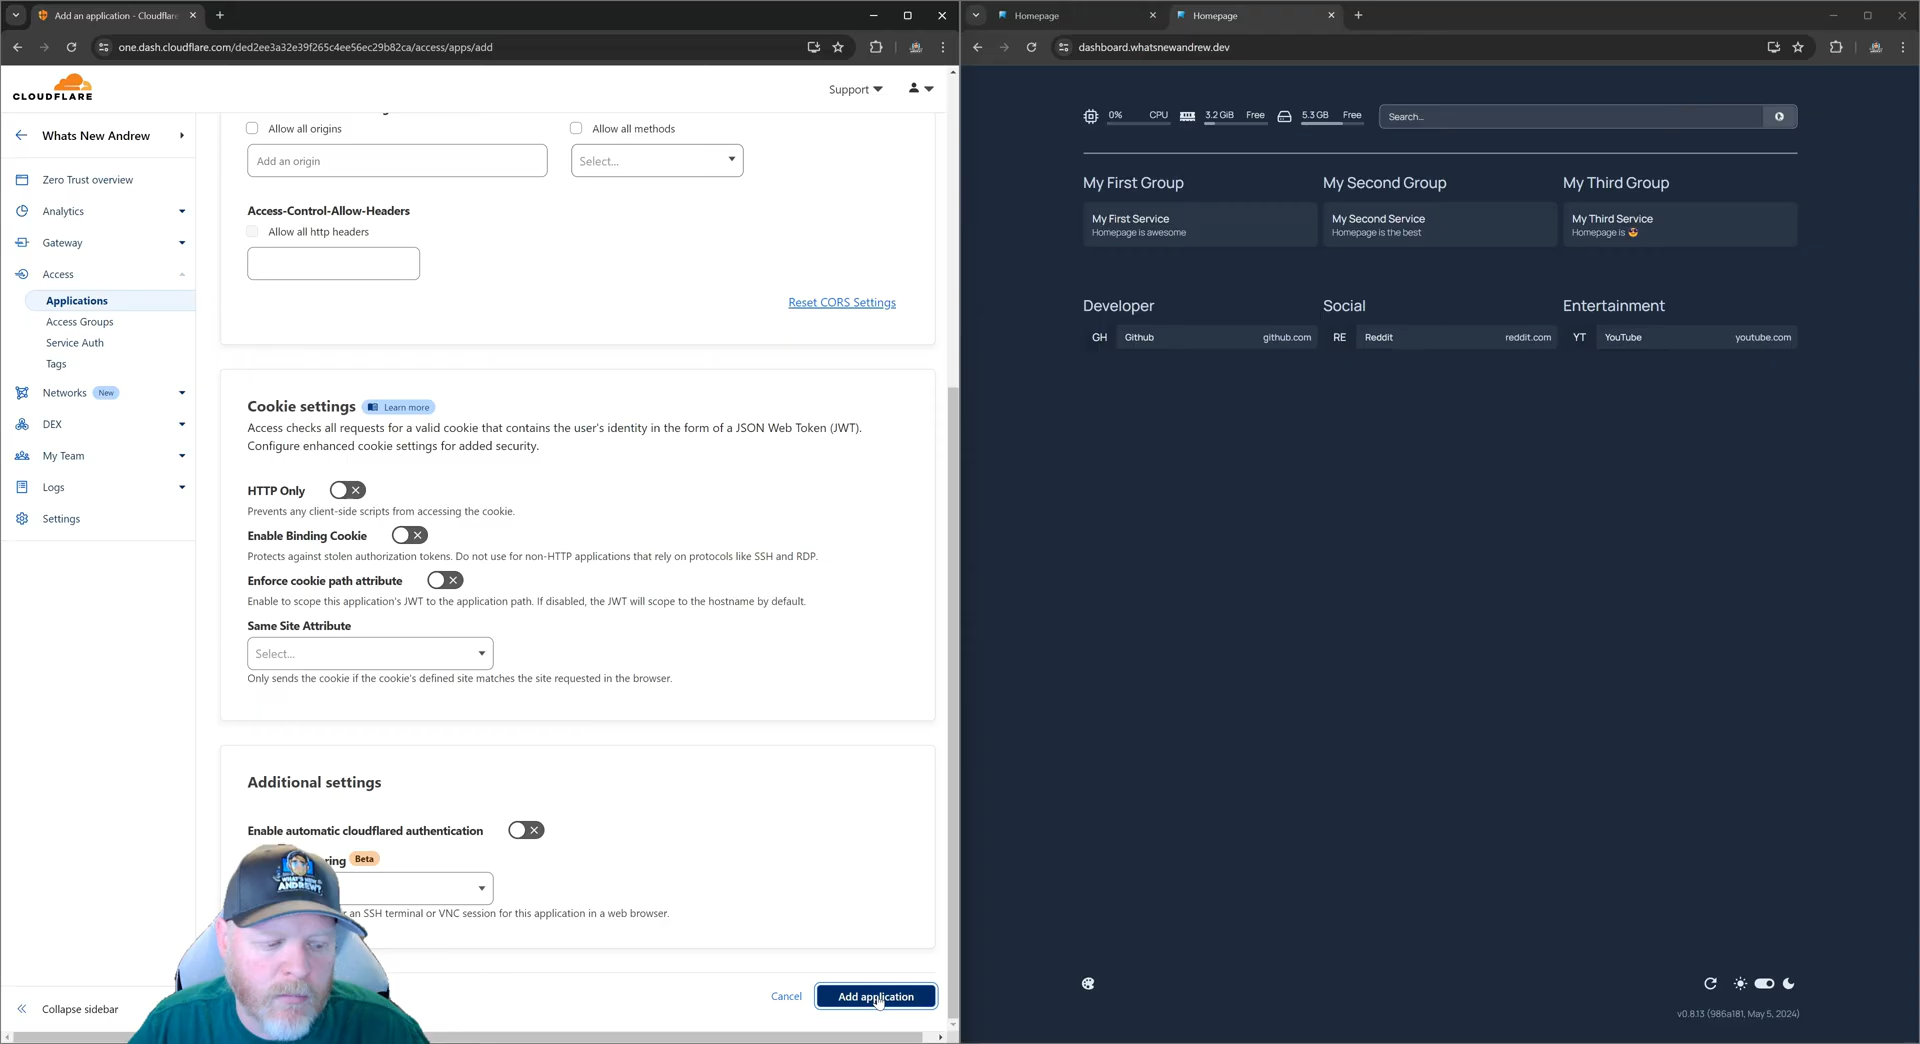 Add an application - Cloudflare
one.dash.cloudflare.com/ded2ee3a32e39f265c4ee56ec29b82ca/access/apps/add
CLOUDFLARE
Support
Whats New Andrew
Zero Trust overview
Analytics
Gateway
Access
Applications
Access Groups
Service Auth
Tags
Networks New
DEX
My Team
Logs
Settings
Collapse sidebar
Allow all origins
Allow all methods
Add an origin
Select...
Access-Control-Allow-Headers
Allow all http headers
Reset CORS Settings
Cookie settings Learn more
Access checks all requests for a valid cookie that contains the user's identity in the form of a JSON Web Token (JWT).
Configure enhanced cookie settings for added security.
HTTP Only
Prevents any client-side scripts from accessing the cookie.
Enable Binding Cookie
Protects against stolen authorization tokens. Do not use for non-HTTP applications that rely on protocols like SSH and RDP.
Enforce cookie path attribute
Enable to scope this application's JWT to the application path. If disabled, the JWT will scope to the hostname by default.
Same Site Attribute
Select...
Only sends the cookie if the cookie's defined site matches the site requested in the browser.
Additional settings
Enable automatic cloudflared authentication
Beta
an SSH terminal or VNC session for this application in a web browser.
WHAT'S NEW
ANDREW?
Cancel
Add application
Homepage
Homepage
dashboard.whatsnewandrew.dev
0% CPU
3.2 GiB Free
5.3 GB Free
Search...
My First Group
My First Service
Homepage is awesome
My Second Group
My Second Service
Homepage is the best
My Third Group
My Third Service
Homepage is
Developer
GH Github github.com
Social
RE Reddit reddit.com
Entertainment
YT YouTube youtube.com
v0.8.13 (986a181, May 5, 2024)